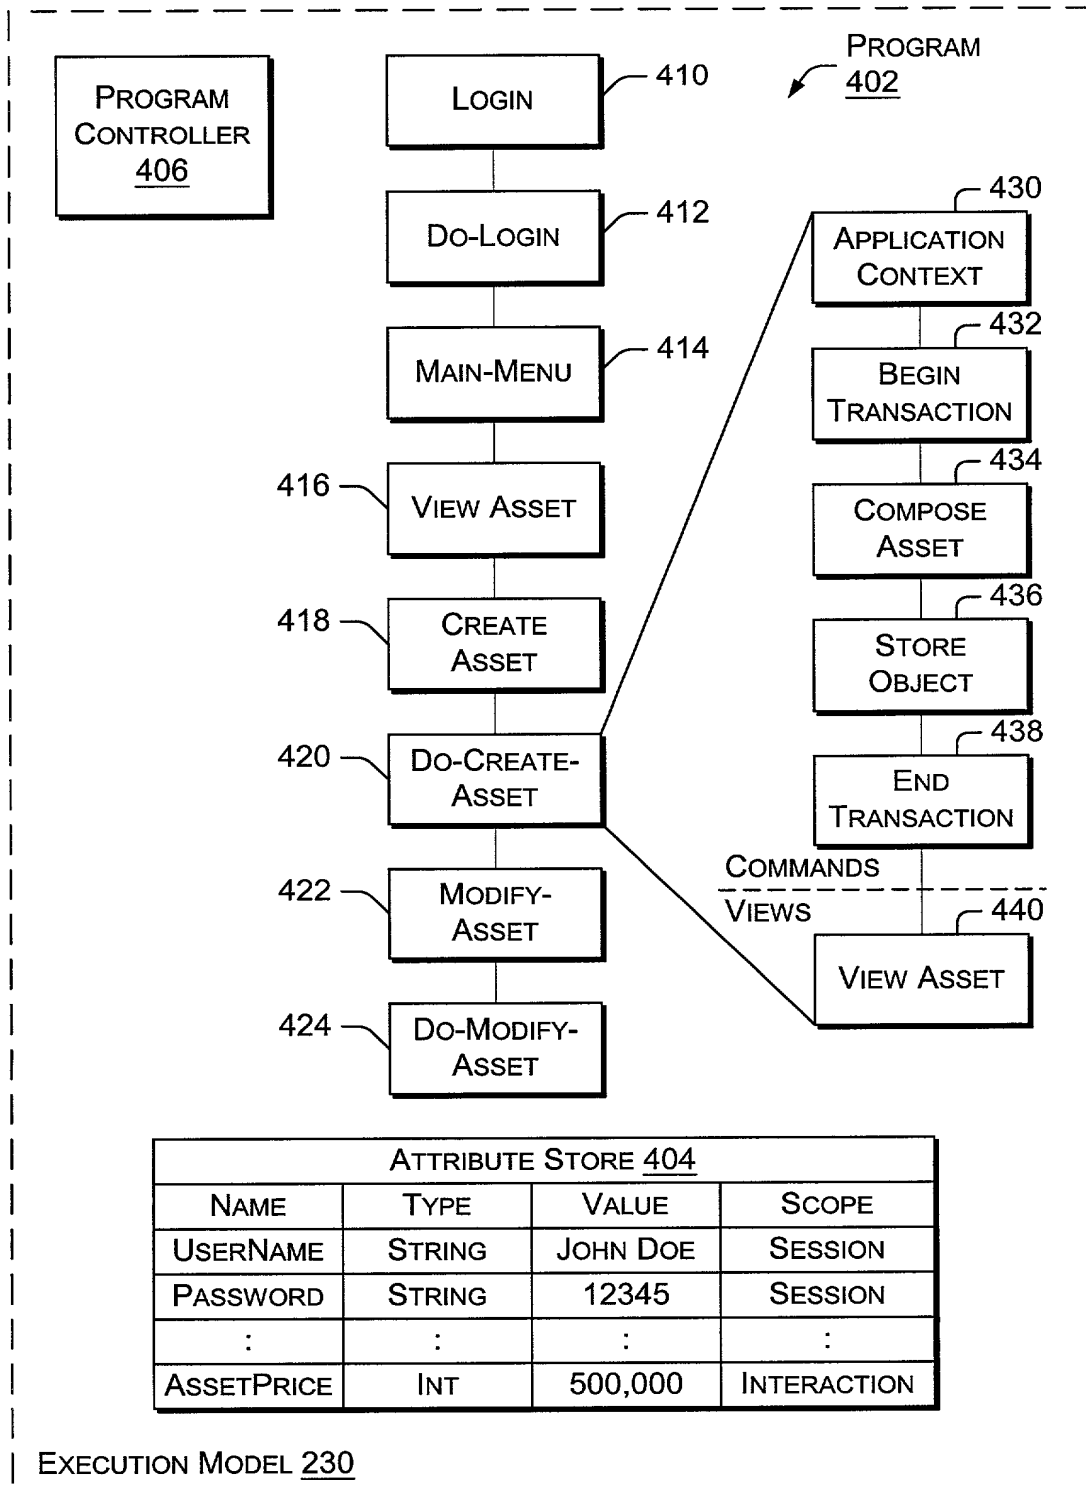 PROGRAM
CONTROLLER
406
LOGIN
410
PROGRAM
402
DO-LOGIN
412
MAIN-MENU
414
416
VIEW ASSET
418
CREATE
ASSET
420
DO-CREATE-
ASSET
422
MODIFY-
ASSET
424
DO-MODIFY-
ASSET
430
APPLICATION
CONTEXT
432
BEGIN
TRANSACTION
434
COMPOSE
ASSET
436
STORE
OBJECT
438
END
TRANSACTION
COMMANDS
VIEWS
440
VIEW ASSET
ATTRIBUTE STORE 404
NAME TYPE VALUE SCOPE
USERNAME STRING JOHN DOE SESSION
PASSWORD STRING 12345 SESSION
: : : :
ASSETPRICE INT 500,000 INTERACTION
EXECUTION MODEL 230